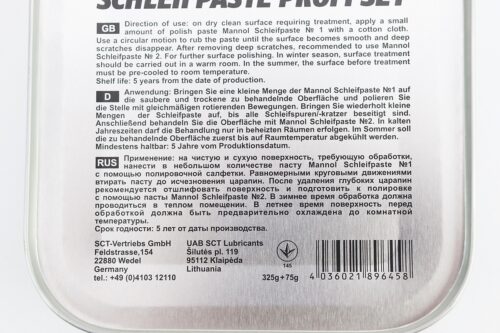 SCHLEIFPASTE PROFI SET
GB Direction of use: on dry clean surface requiring treatment, apply a small
amount of polish paste Mannol Schleifpaste № 1 with a cotton cloth.
Use a circular motion to rub the paste until the surface becomes smooth and deep
scratches disappear. After removing deep scratches, recommended to use Mannol
Schleifpaste № 2. For further surface polishing. In winter season, surface treatment
should be carried out in a warm room. In the summer, the surface before treatment
must be pre-cooled to room temperature.
Shelf life: 5 years from the date of production.
D Anwendung: Bringen Sie eine kleine Menge der Mannol Schleifpaste №1 auf
die saubere und trockene zu behandelnde Oberfläche und polieren Sie
die Stelle mit gleichmäßigen rotierenden Bewegungen. Bringen Sie wiederholt kleine
Mengen der Schleifpaste auf, bis alle Schleifspuren/-kratzer beseitigt sind.
Anschließend behandeln Sie die Oberfläche mit Mannol Schleifpaste №2. In kalten
Jahreszeiten darf die Behandlung nur in beheizten Räumen erfolgen. Im Sommer soll
die zu behandelnde Oberfläche zuerst bis auf Raumtemperatur abgekühlt werden.
Mindestens haltbar: 5 Jahre vom Produktionsdatum.
RUS Применение: на чистую и сухую поверхность, требующую обработки,
нанести в небольшом количестве пасту Mannol Schleifpaste №1
с помощью полировочной салфетки. Равномерными круговыми движениями
втирать пасту до исчезновения царапин. После удаления глубоких царапин
рекомендуется отшлифовать поверхность и подготовить к полировке
с помощью пасты Mannol Schleifpaste №2. В зимнее время обработка должна
проводиться в теплом помещении. В летнее время поверхность перед
обработкой должна быть предварительно охлаждена до комнатной
температуры.
Срок годности: 5 лет от даты производства.
SCT-Vertriebs GmbH
Feldstrasse,154
22880 Wedel
Germany
tel.: +49 (0)4103 12110
UAB SCT Lubricants
Šilutės pl. 119
95112 Klaipėda
Lithuania
145
325g+75g
4 036021 896458